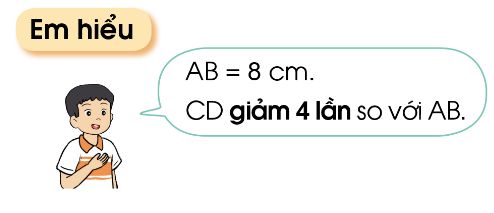 Em hiểu
AB = 8 cm.
CD giảm 4 lần so với AB.